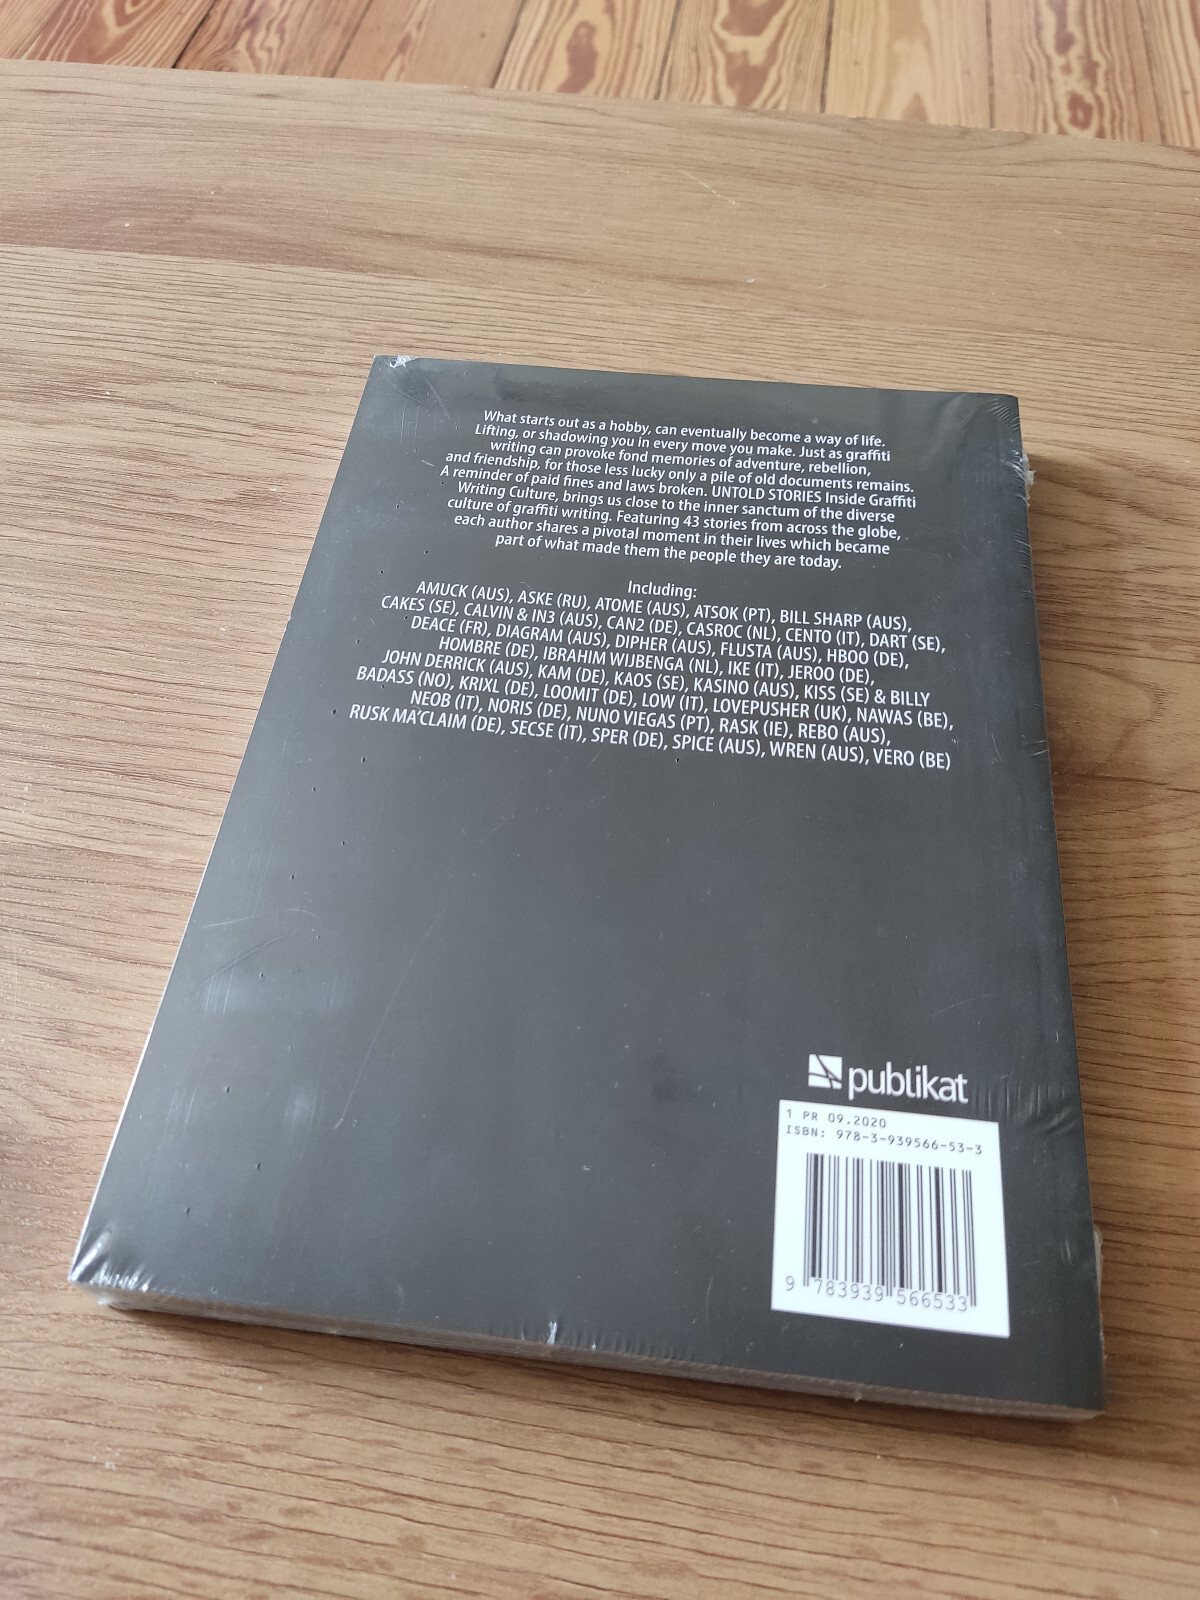 What starts out as a hobby, can eventually become a way of life.
Lifting, or shadowing you in every move you make. Just as graffiti
writing can provoke fond memories of adventure, rebellion,
and friendship, for those less lucky only a pile of old documents remains.
A reminder of paid fines and laws broken. UNTOLD STORIES Inside Graffiti
Writing Culture, brings us close to the inner sanctum of the diverse
culture of graffiti writing. Featuring 43 stories from across the globe,
each author shares a pivotal moment in their lives which became
part of what made them the people they are today.
Including:
AMUCK (AUS), ASKE (RU), ATOME (AUS), ATSOK (PT), BILL SHARP (AUS),
CAKES (SE), CALVIN & IN3 (AUS), CAN2 (DE), CASROC (NL), CENTO (IT), DART (SE),
DEACE (FR), DIAGRAM (AUS), DIPHER (AUS), FLUSTA (AUS), HBOO (DE),
HOMBRE (DE), IBRAHIM WIJBENGA (NL), IKE (IT), JEROO (DE),
JOHN DERRICK (AUS), KAM (DE), KAOS (SE), KASINO (AUS), KISS (SE) & BILLY
BADASS (NO), KRIXL (DE), LOOMIT (DE), LOW (IT), LOVEPUSHER (UK), NAWAS (BE),
NEOB (IT), NORIS (DE), NUNO VIEGAS (PT), RASK (IE), REBO (AUS),
RUSK MA'CLAIM (DE), SECSE (IT), SPER (DE), SPICE (AUS), WREN (AUS), VERO (BE)
publikat
1 PR 09.2020
ISBN: 978-3-939566-53-3
9 783939 566533